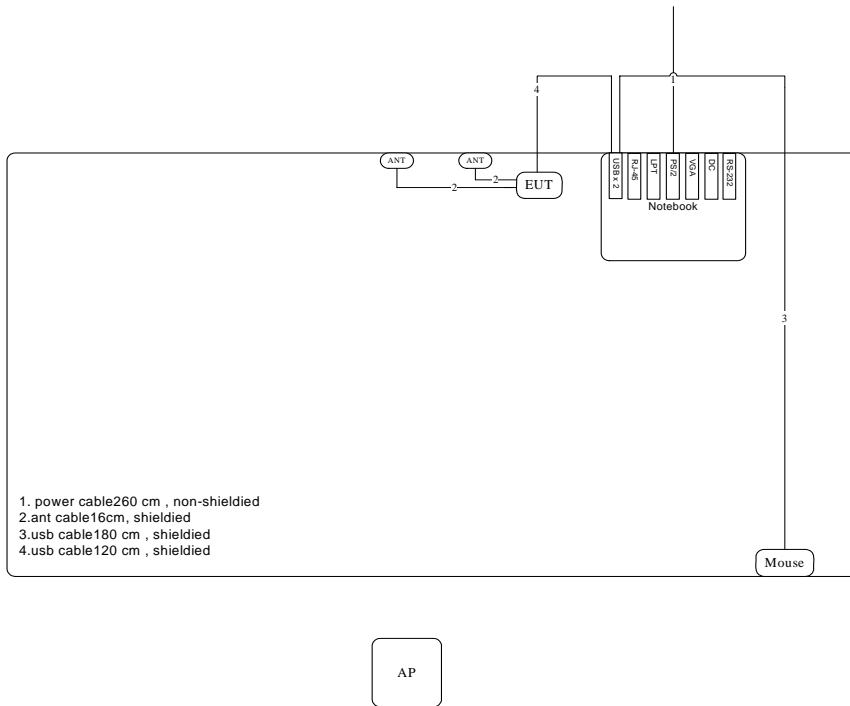 1
4
ANT
ANT
2
2
EUT
USB x 2
RJ-45
LPT
PS/2
VGA
DC
RS-232
Notebook
3
1. power cable260 cm , non-shieldied
2.ant cable16cm, shieldied
3.usb cable180 cm , shieldied
4.usb cable120 cm , shieldied
Mouse
AP